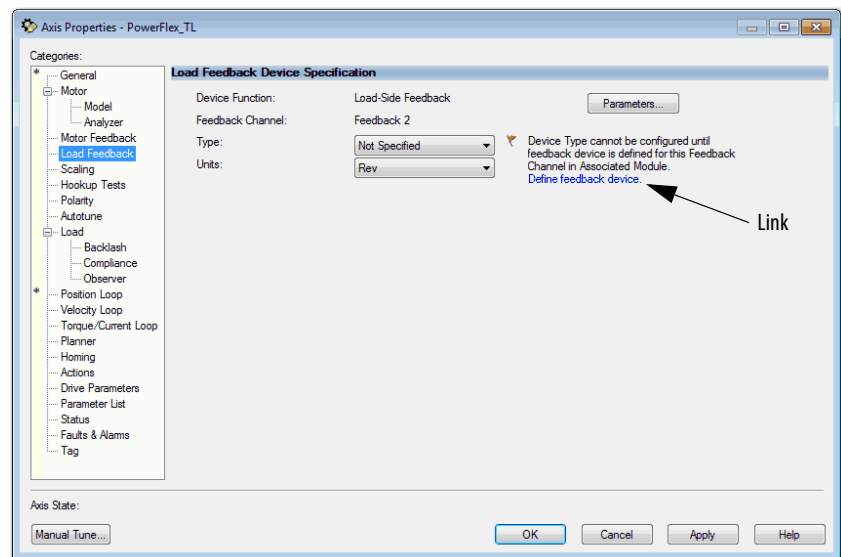 Axis Properties - PowerFlex_TL
Categories:
* General
Motor
Model
Analyzer
Motor Feedback
Load Feedback
Scaling
Hookup Tests
Polarity
Autotune
Load
Backlash
Compliance
Observer
* Position Loop
Velocity Loop
Torque/Current Loop
Planner
Homing
Actions
Drive Parameters
Parameter List
Status
Faults & Alarms
Tag
Load Feedback Device Specification
Device Function: Load-Side Feedback Parameters...
Feedback Channel: Feedback 2
Type: Not Specified
Units: Rev
Device Type cannot be configured until
feedback device is defined for this Feedback
Channel in Associated Module.
Define feedback device.
Link
Axis State:
Manual Tune... OK Cancel Apply Help